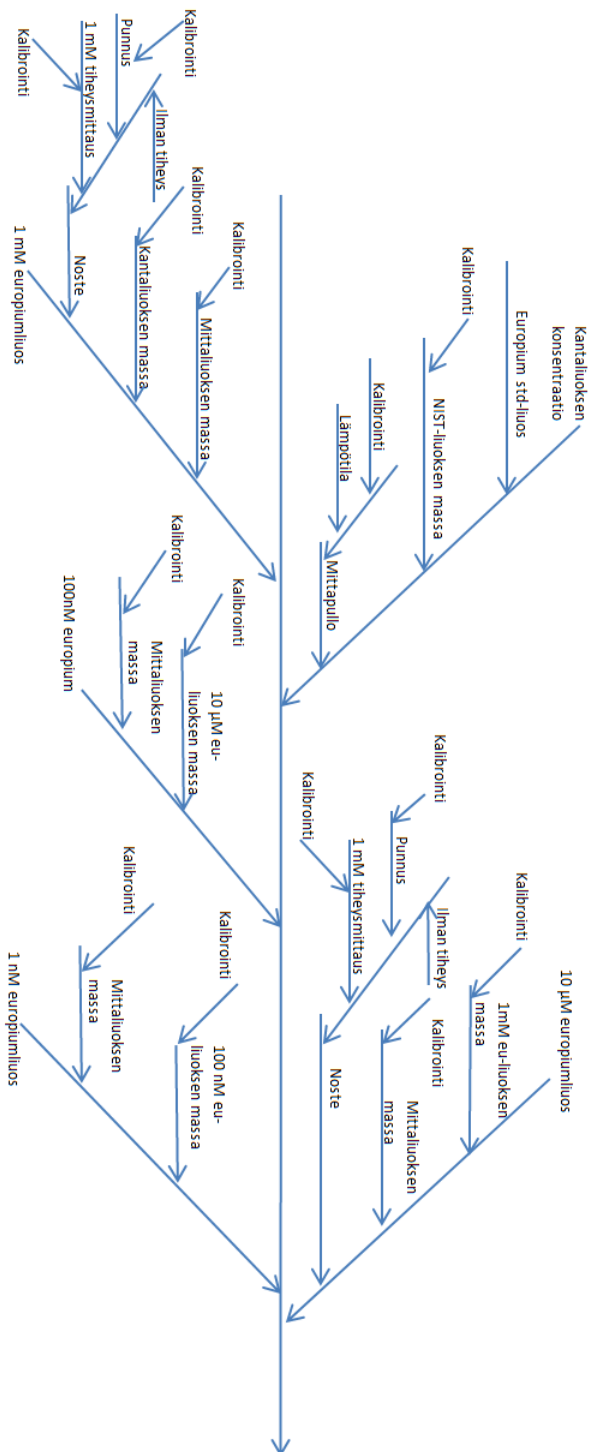 Kantaliuoksen
konsentraatio
Europium std-liuos
Kalibrointi
NIST-liuoksen massa
Kalibrointi
Lämpötila
Mittapullo
10 µM europiumliuos
Kalibrointi
1mM eu-liuoksen
massa
Kalibrointi
Ilman tiheys
Punnus
Kalibrointi
Mittaliuoksen
massa
1 mM tiheysmittaus
Noste
Kalibrointi
Kalibrointi
Mittaliuoksen massa
Kalibrointi
Ilman tiheys
Kantaliuoksen massa
Kalibrointi
Punnus
1 mM tiheysmittaus
Noste
Kalibrointi
1 mM europiumliuos
Kalibrointi
10 µM eu-
liuoksen massa
Kalibrointi
Mittaliuoksen
massa
100nM europium
Kalibrointi
100 nM eu-
liuoksen massa
Kalibrointi
Mittaliuoksen
massa
1 nM europiumliuos